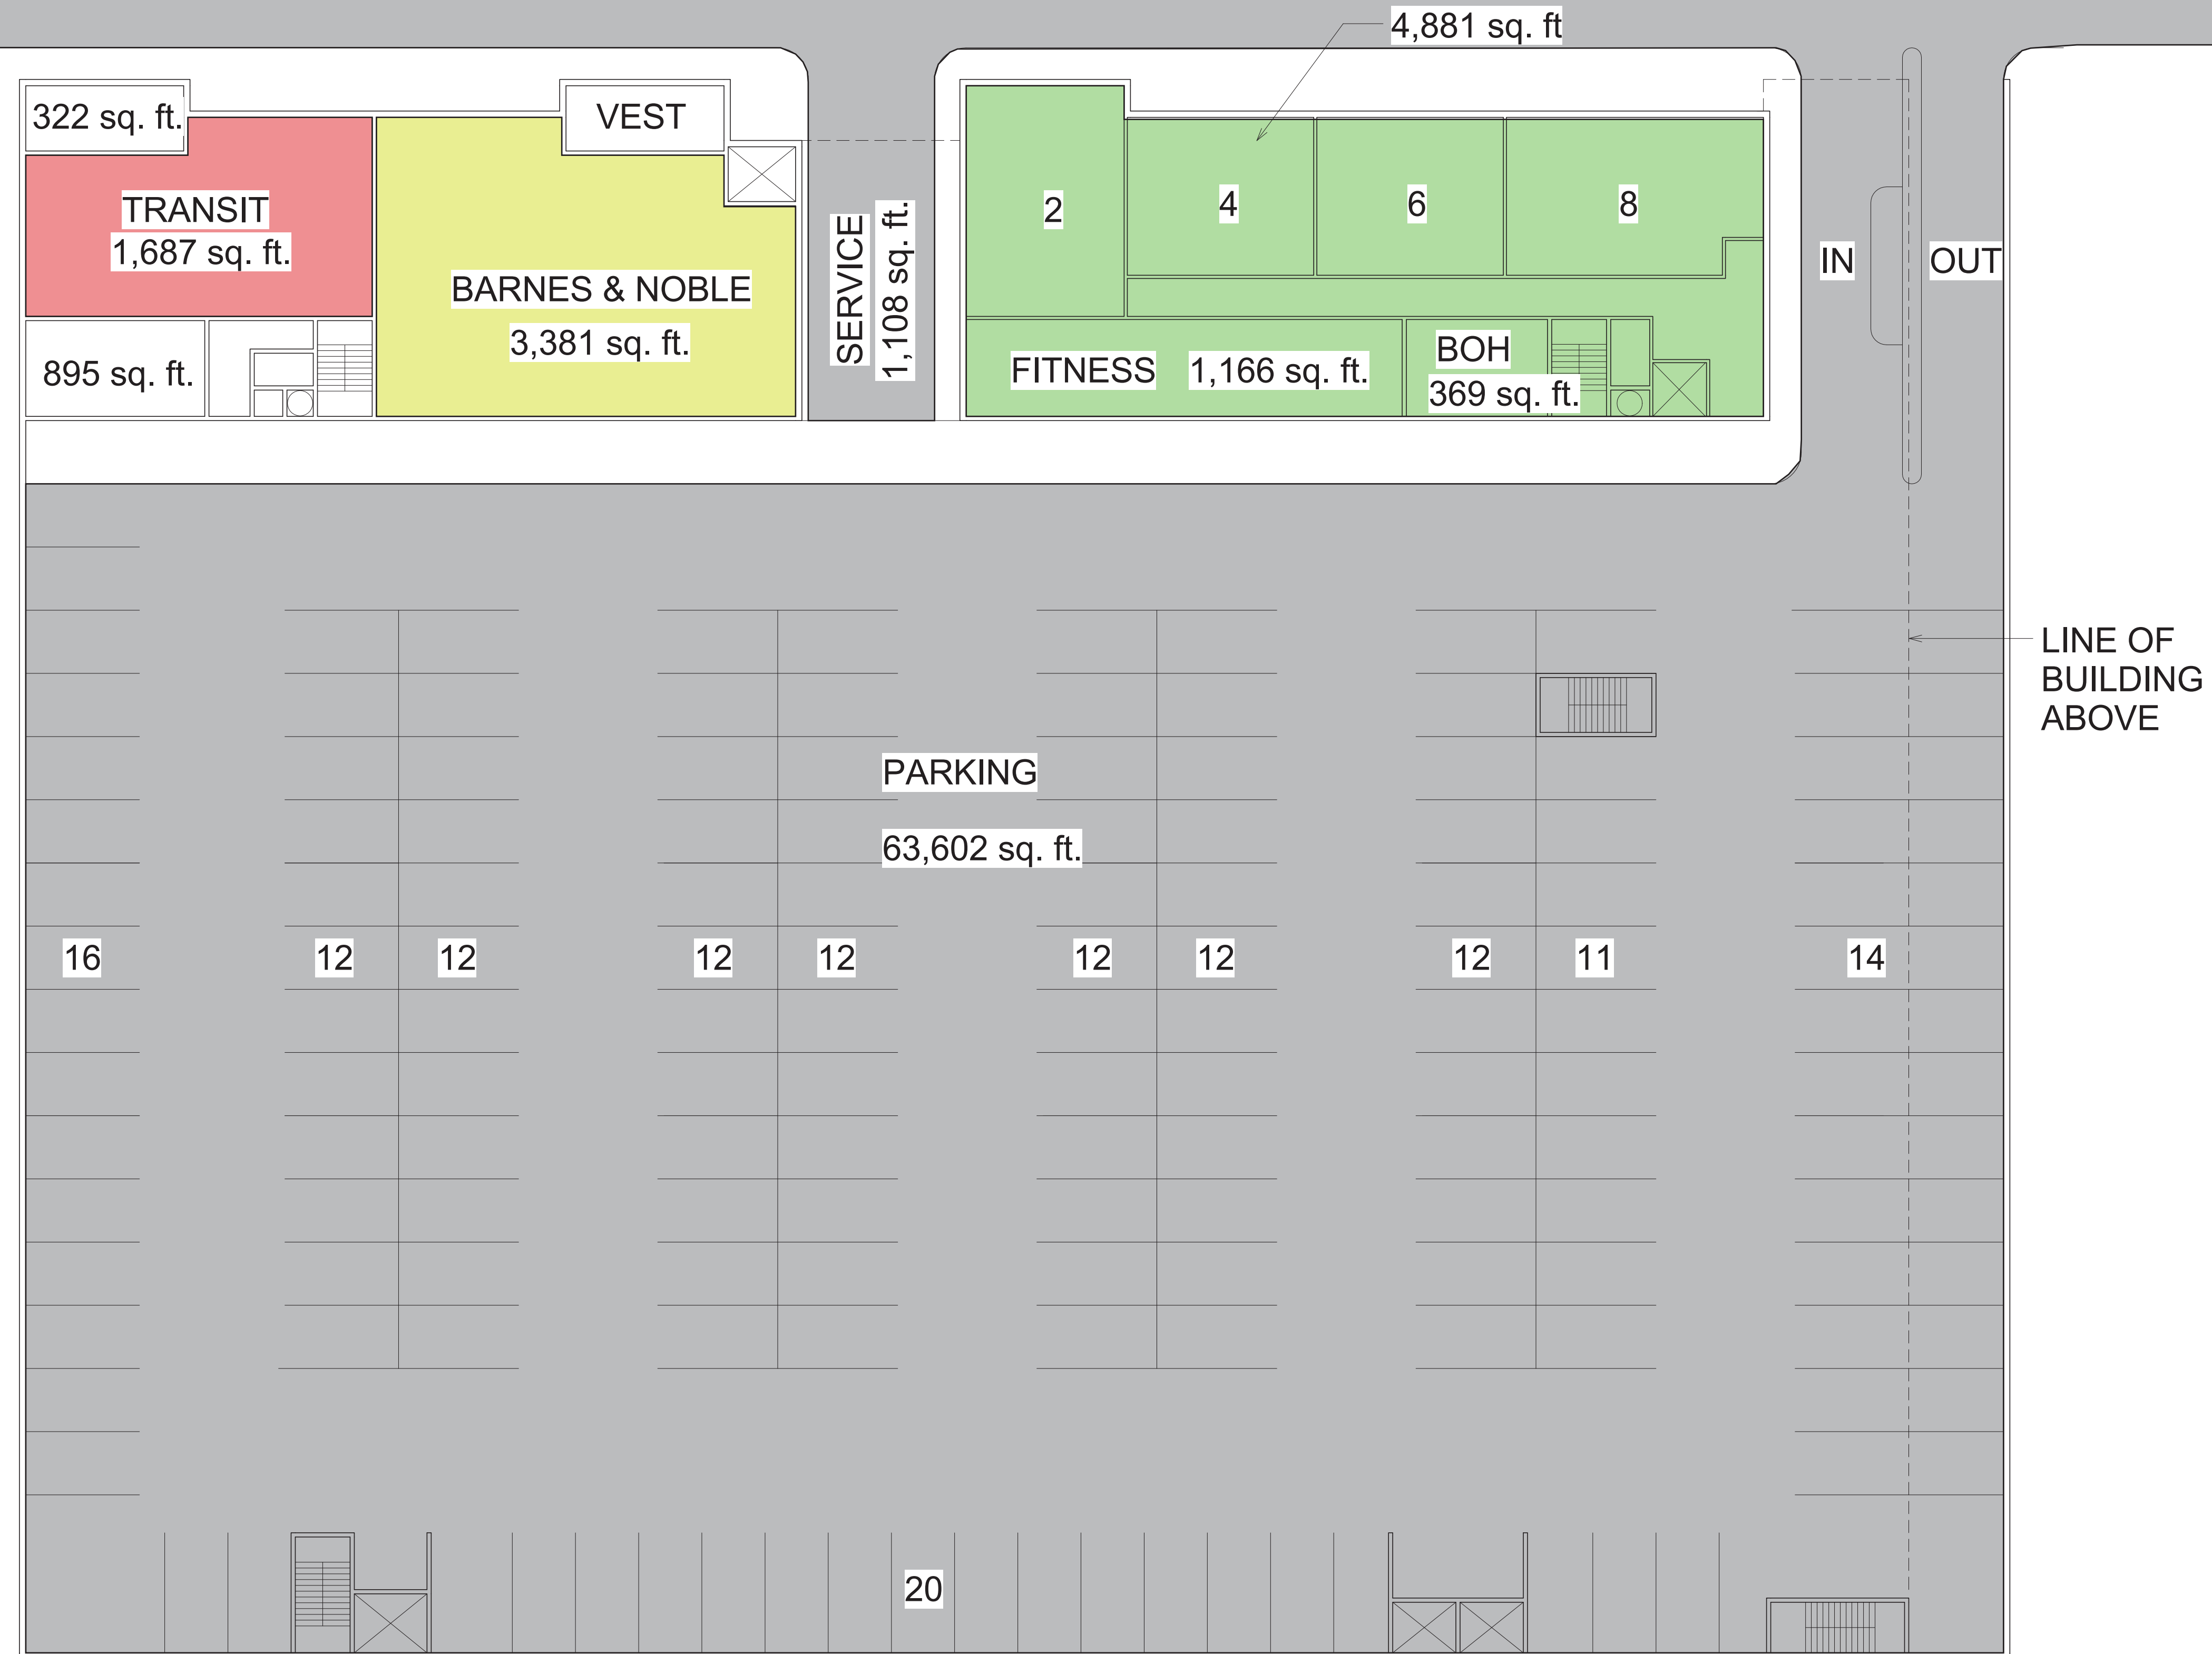 4,881 sq. ft
322 sq. ft.
VEST
TRANSIT
1,687 sq. ft.
BARNES & NOBLE
3,381 sq. ft.
895 sq. ft.
SERVICE
1,108 sq. ft.
2
4
6
8
IN
OUT
FITNESS 1,166 sq. ft.
BOH
369 sq. ft.
LINE OF
BUILDING
ABOVE
PARKING
63,602 sq. ft.
16 12 12 12 12 12 12 12 11 14
20